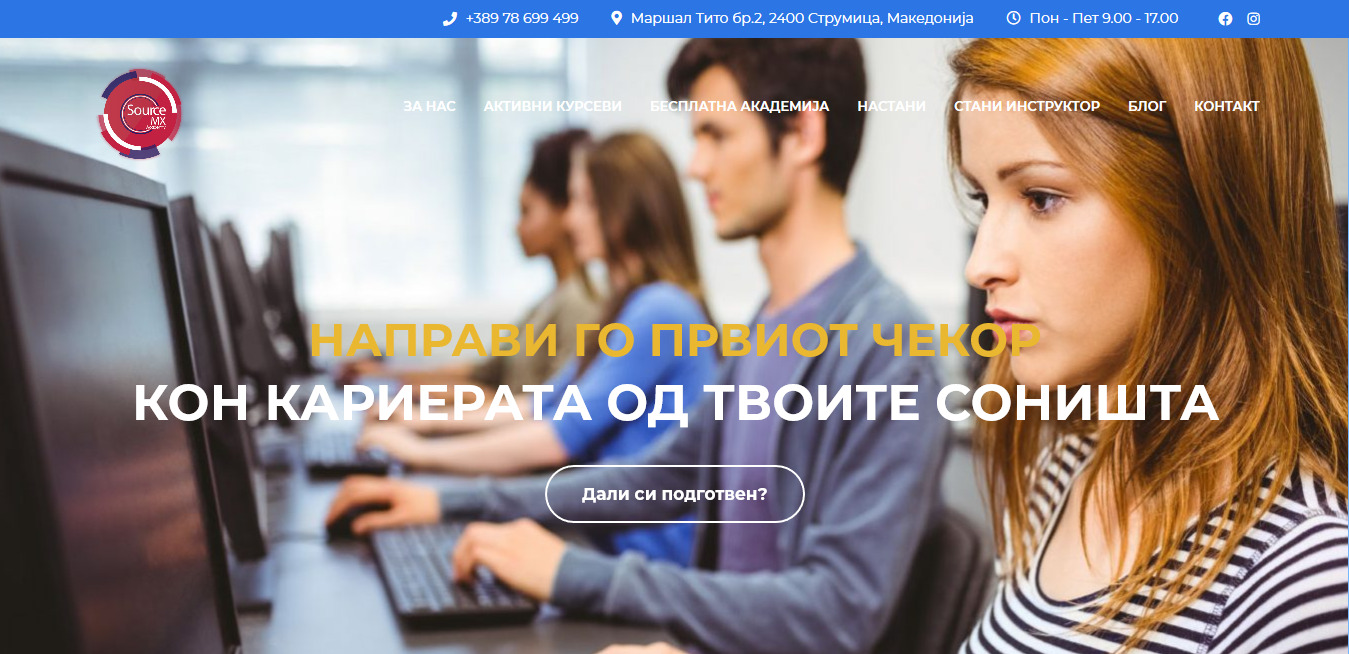 +389 78 699 499 Маршал Тито бр.2, 2400 Струмица, Македонија Пон - Пет 9.00 - 17.00
Source
MX
Academy
ЗА НАС АКТИВНИ КУРСЕВИ БЕСПЛАТНА АКАДЕМИЈА НАСТАНИ СТАНИ ИНСТРУКТОР БЛОГ КОНТАКТ
НАПРАВИ ГО ПРВИОТ ЧЕКОР
КОН КАРИЕРАТА ОД ТВОИТЕ СОНИШТА
Дали си подготвен?